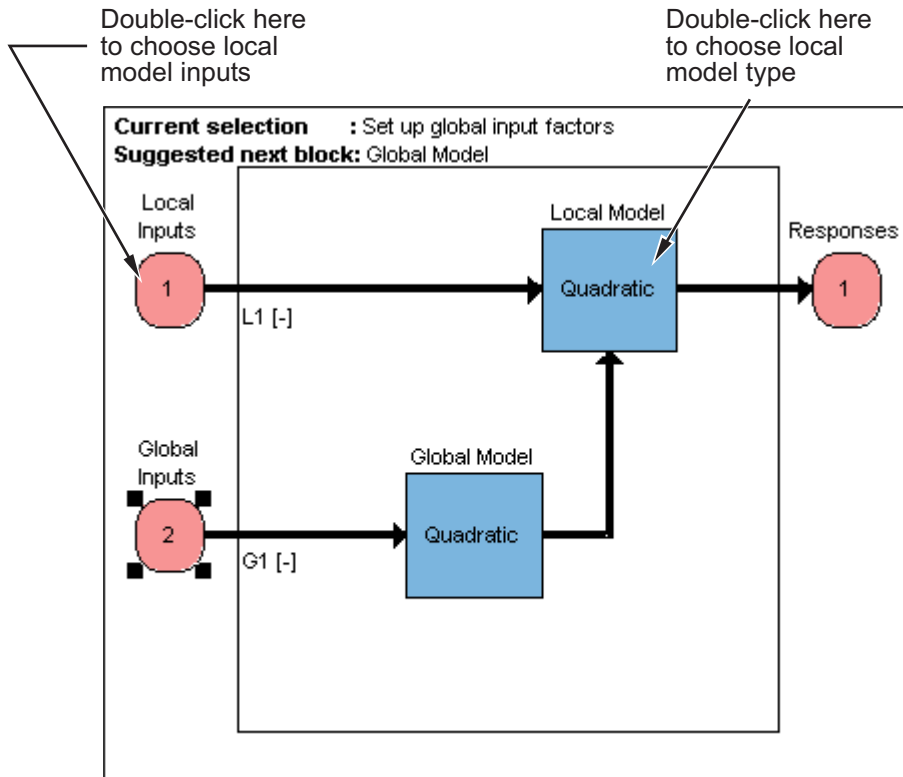 Double-click here
to choose local
model inputs
Double-click here
to choose local
model type
Current selection : Set up global input factors
Suggested next block: Global Model
Local
Inputs
1
L1 [-]
Local Model
Quadratic
Responses
1
Global
Inputs
2
G1 [-]
Global Model
Quadratic